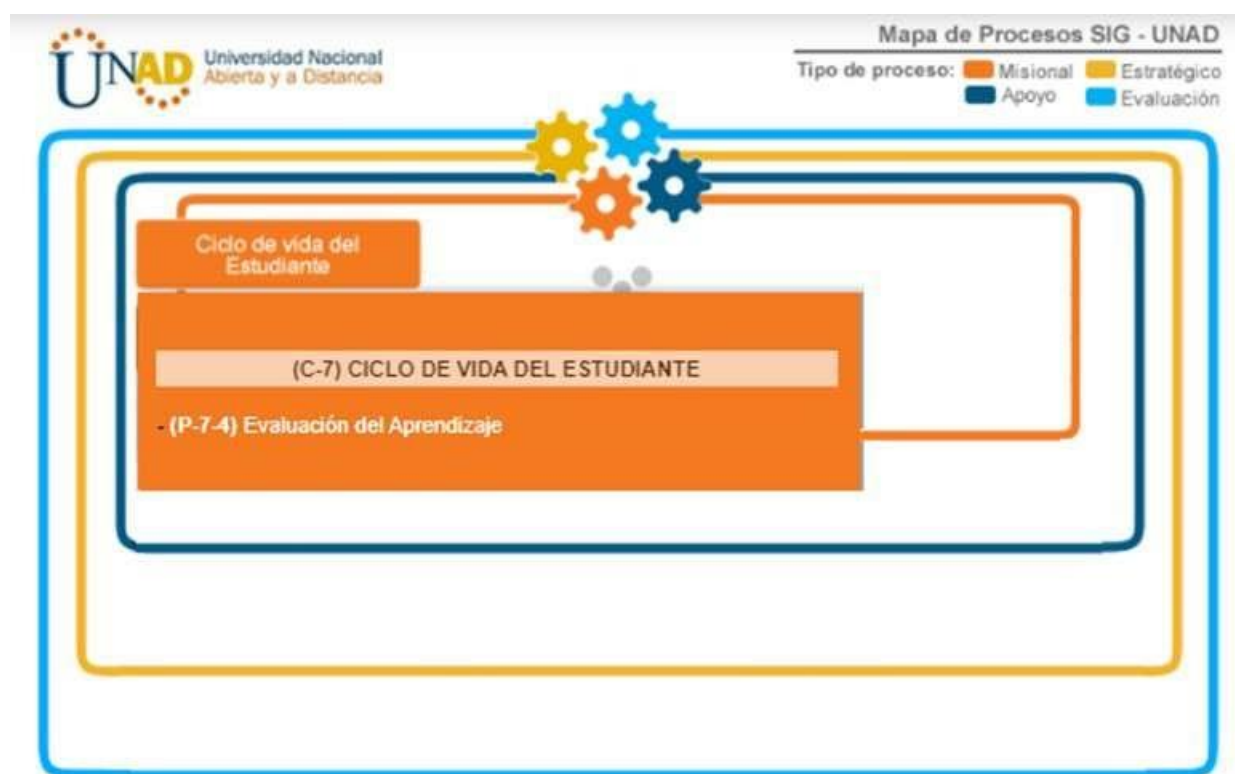 UNAD Universidad Nacional
Abierta y a Distancia
Mapa de Procesos SIG - UNAD
Tipo de proceso: Misional Estratégico
Apoyo Evaluación
Ciclo de vida del
Estudiante
(C-7) CICLO DE VIDA DEL ESTUDIANTE
- (P-7-4) Evaluación del Aprendizaje